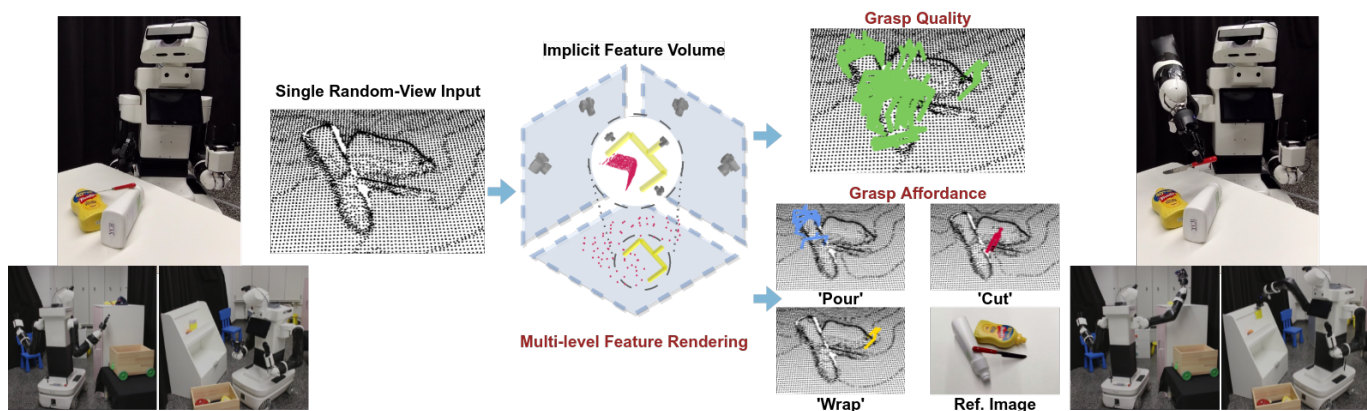 Single Random-View Input
Implicit Feature Volume
Multi-level Feature Rendering
Grasp Quality
Grasp Affordance
'Pour'
'Cut'
'Wrap'
Ref. Image